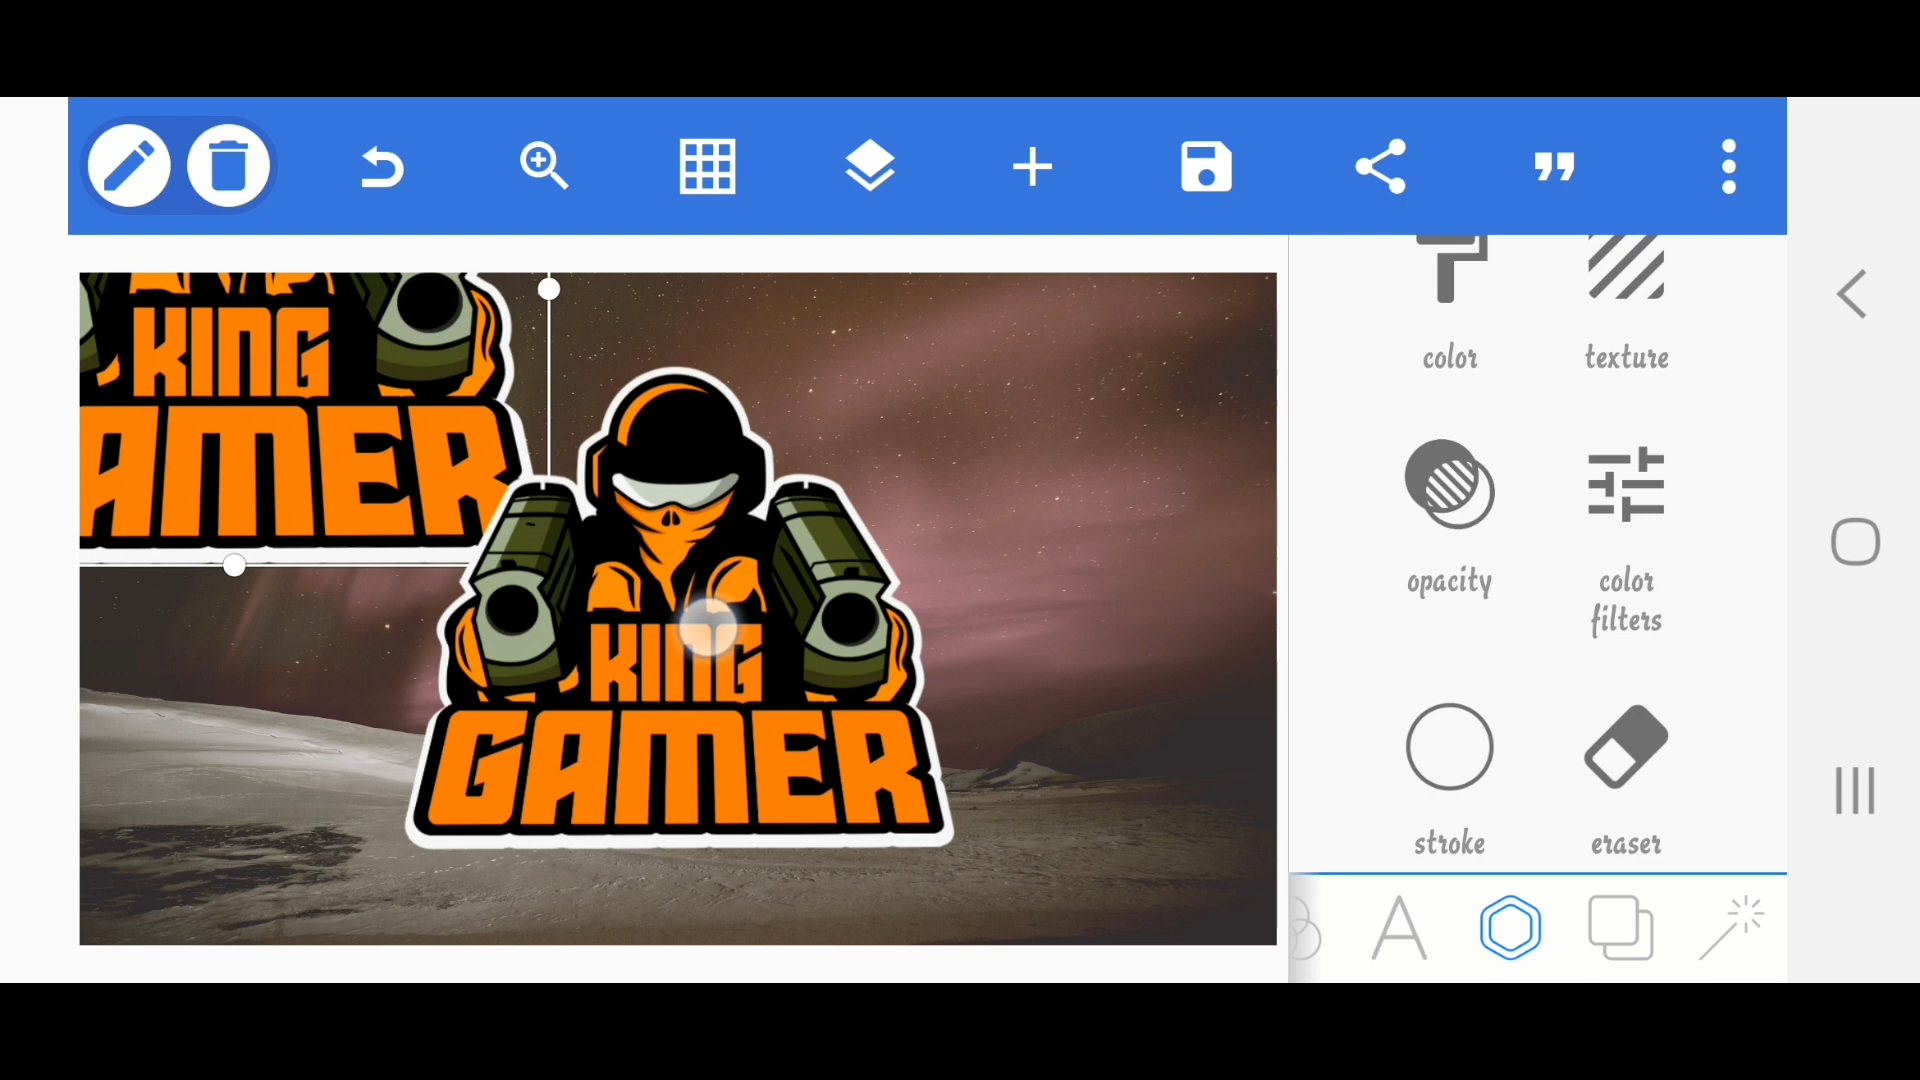 KING
AMER
KING
GAMER
color
texture
opacity
color
filters
stroke
eraser